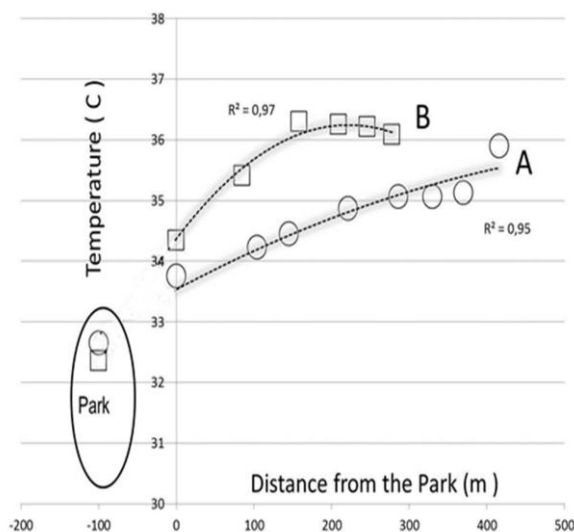 38
37
36
35
34
33
32
31
30
Temperature ( C )
R² = 0,97
B
A
R² = 0,95
Park
Distance from the Park (m )
-200 -100 0 100 200 300 400 500